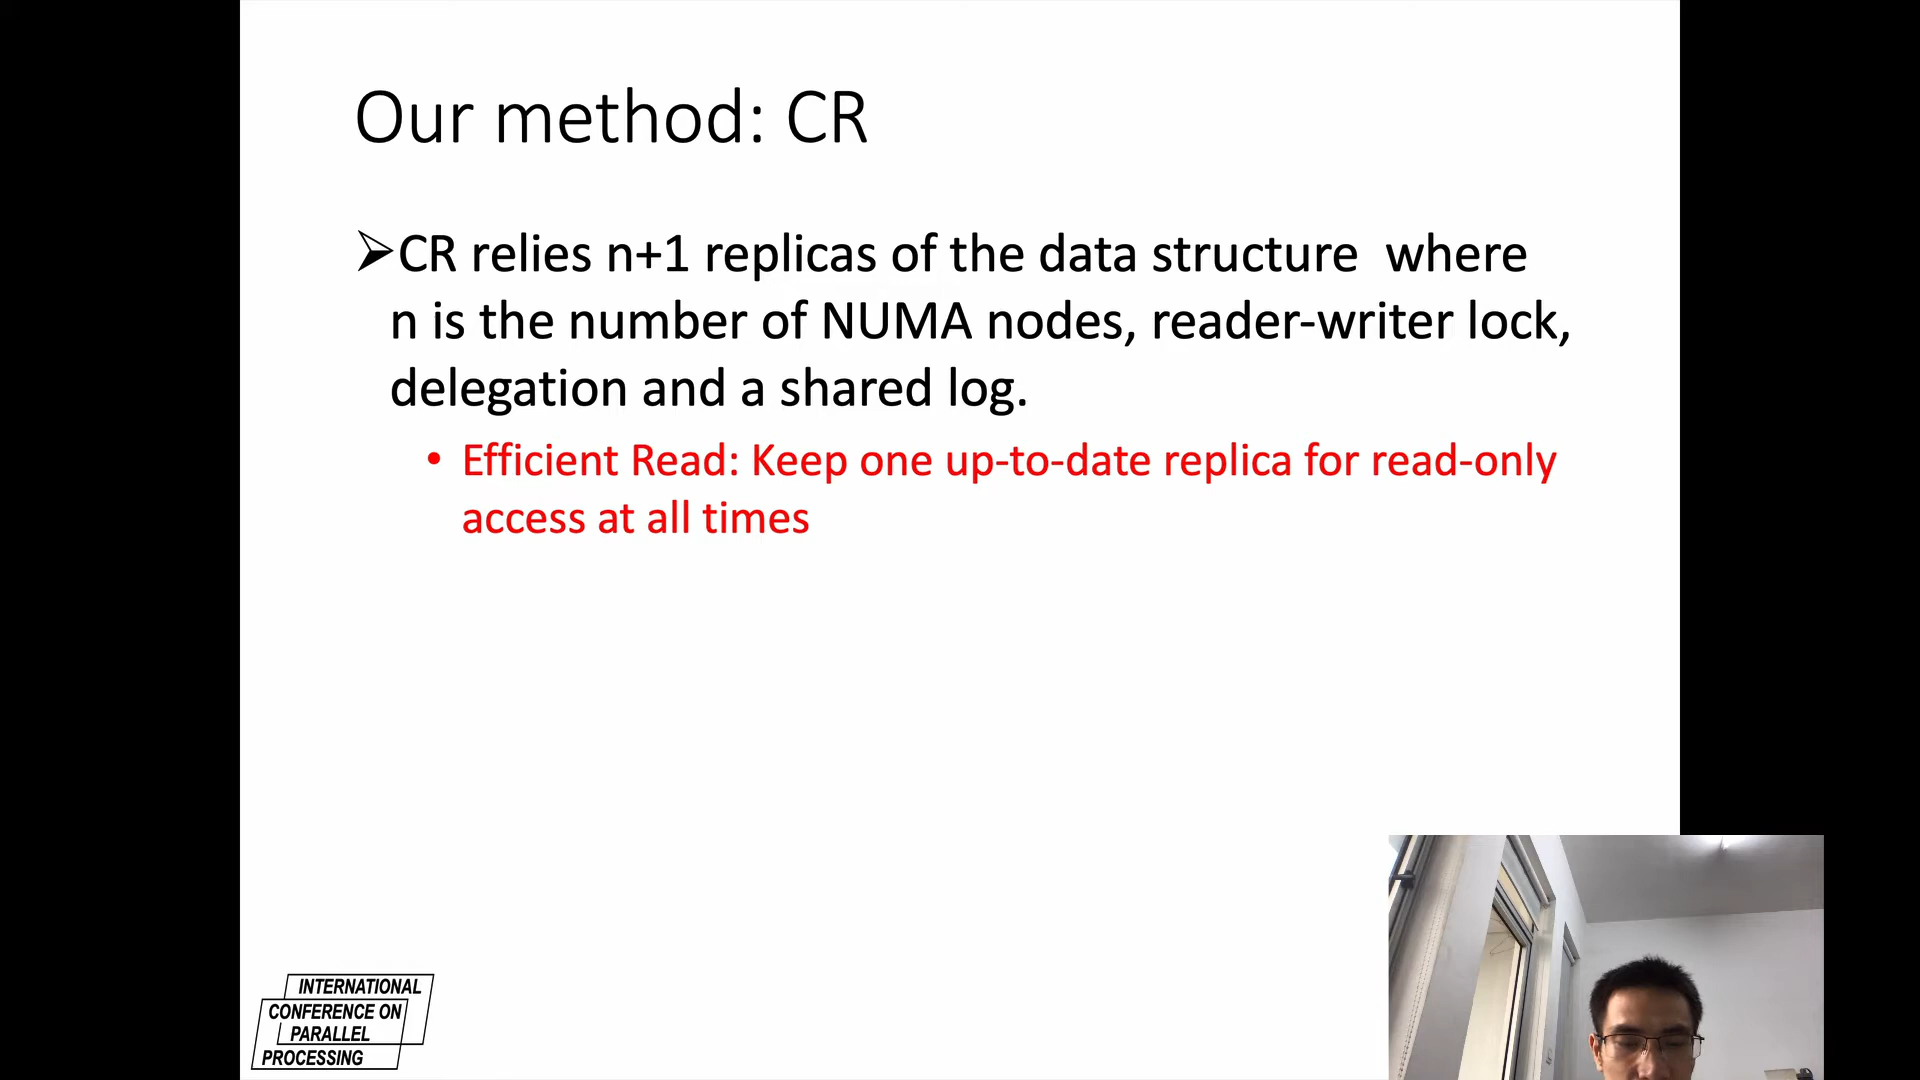 Our method: CR
➢CR relies n+1 replicas of the data structure  where
n is the number of NUMA nodes, reader-writer lock,
delegation and a shared log.
• Efficient Read: Keep one up-to-date replica for read-only
access at all times
INTERNATIONAL
CONFERENCE ON
PARALLEL
PROCESSING